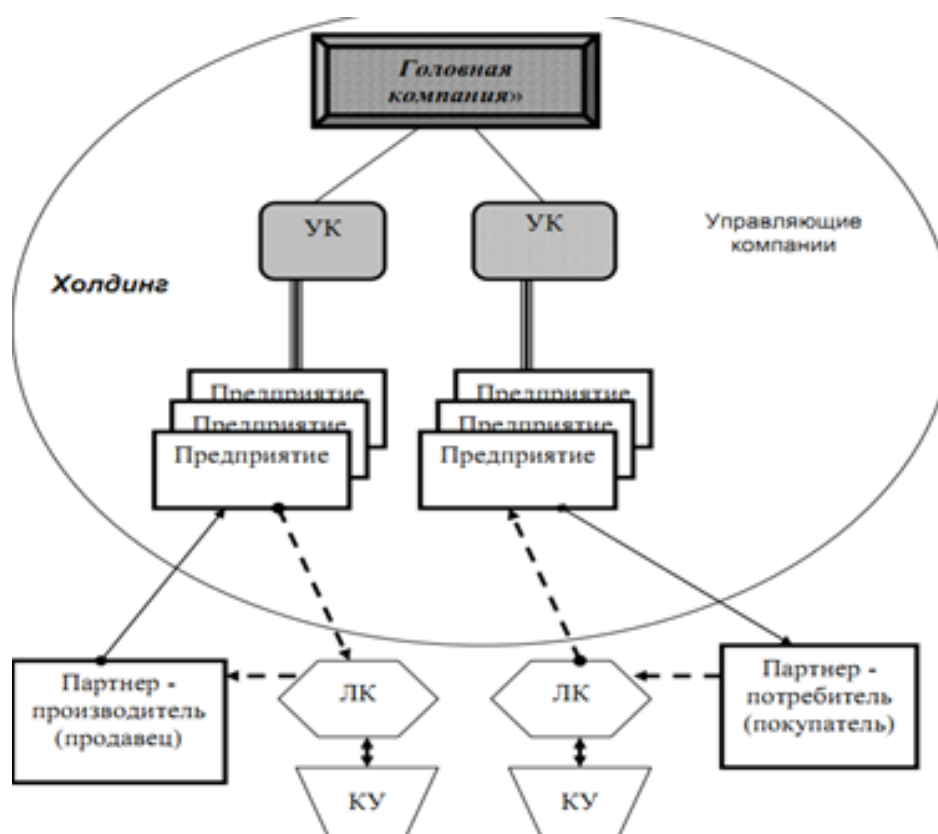 Головная
компания»
УК
УК
Управляющие
компании
Холдинг
Предприятие
Предприятие
Предприятие
Предприятие
Предприятие
Предприятие
Партнер -
производитель
(продавец)
ЛК
ЛК
Партнер -
потребитель
(покупатель)
КУ
КУ